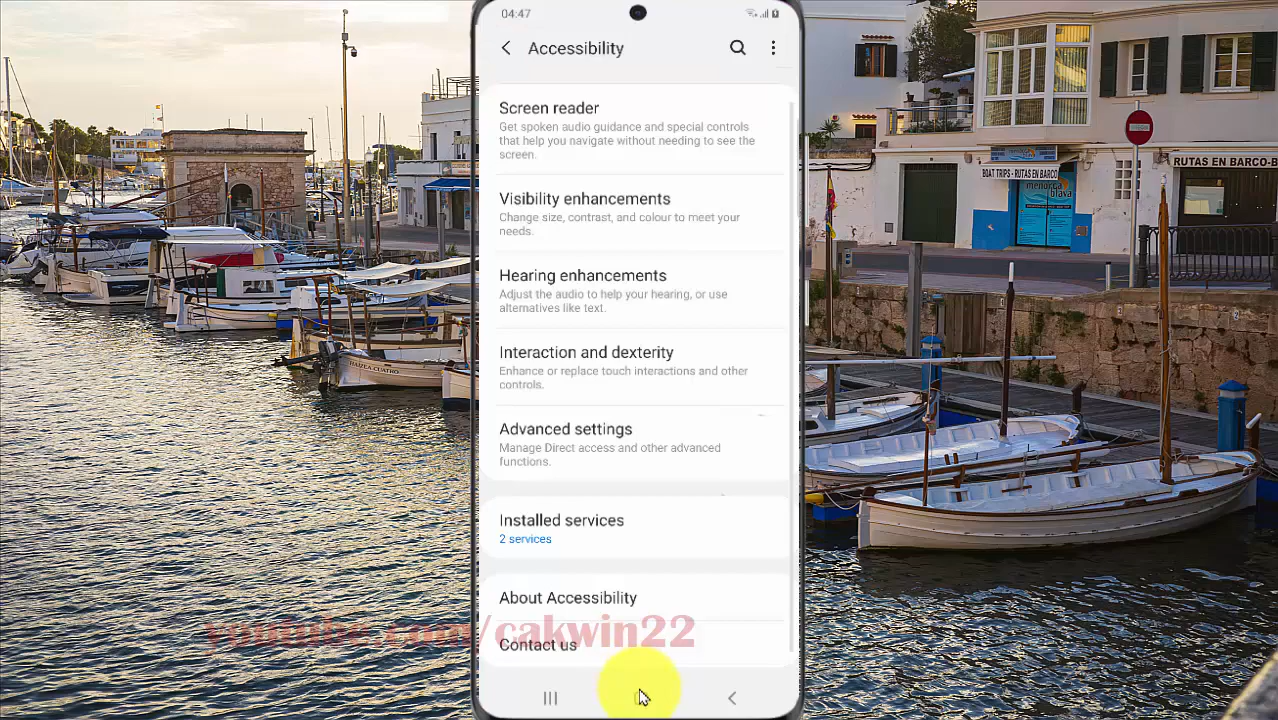 04:47
Accessibility
Screen reader
Get spoken audio guidance and special controls
that help you navigate without needing to see the
screen.
Visibility enhancements
Change size, contrast, and colour to meet your
needs.
Hearing enhancements
Adjust the audio to help your hearing, or use
alternatives like text.
Interaction and dexterity
Enhance or replace touch interactions and other
controls.
Advanced settings
Manage Direct access and other advanced
functions.
Installed services
2 services
About Accessibility
Contact us
youtube.com/cakwin22
HAIZEA-CUATRO
BOAT TRIPS - RUTAS EN BARCO
menorca
blava
RUTAS EN BARCO-B